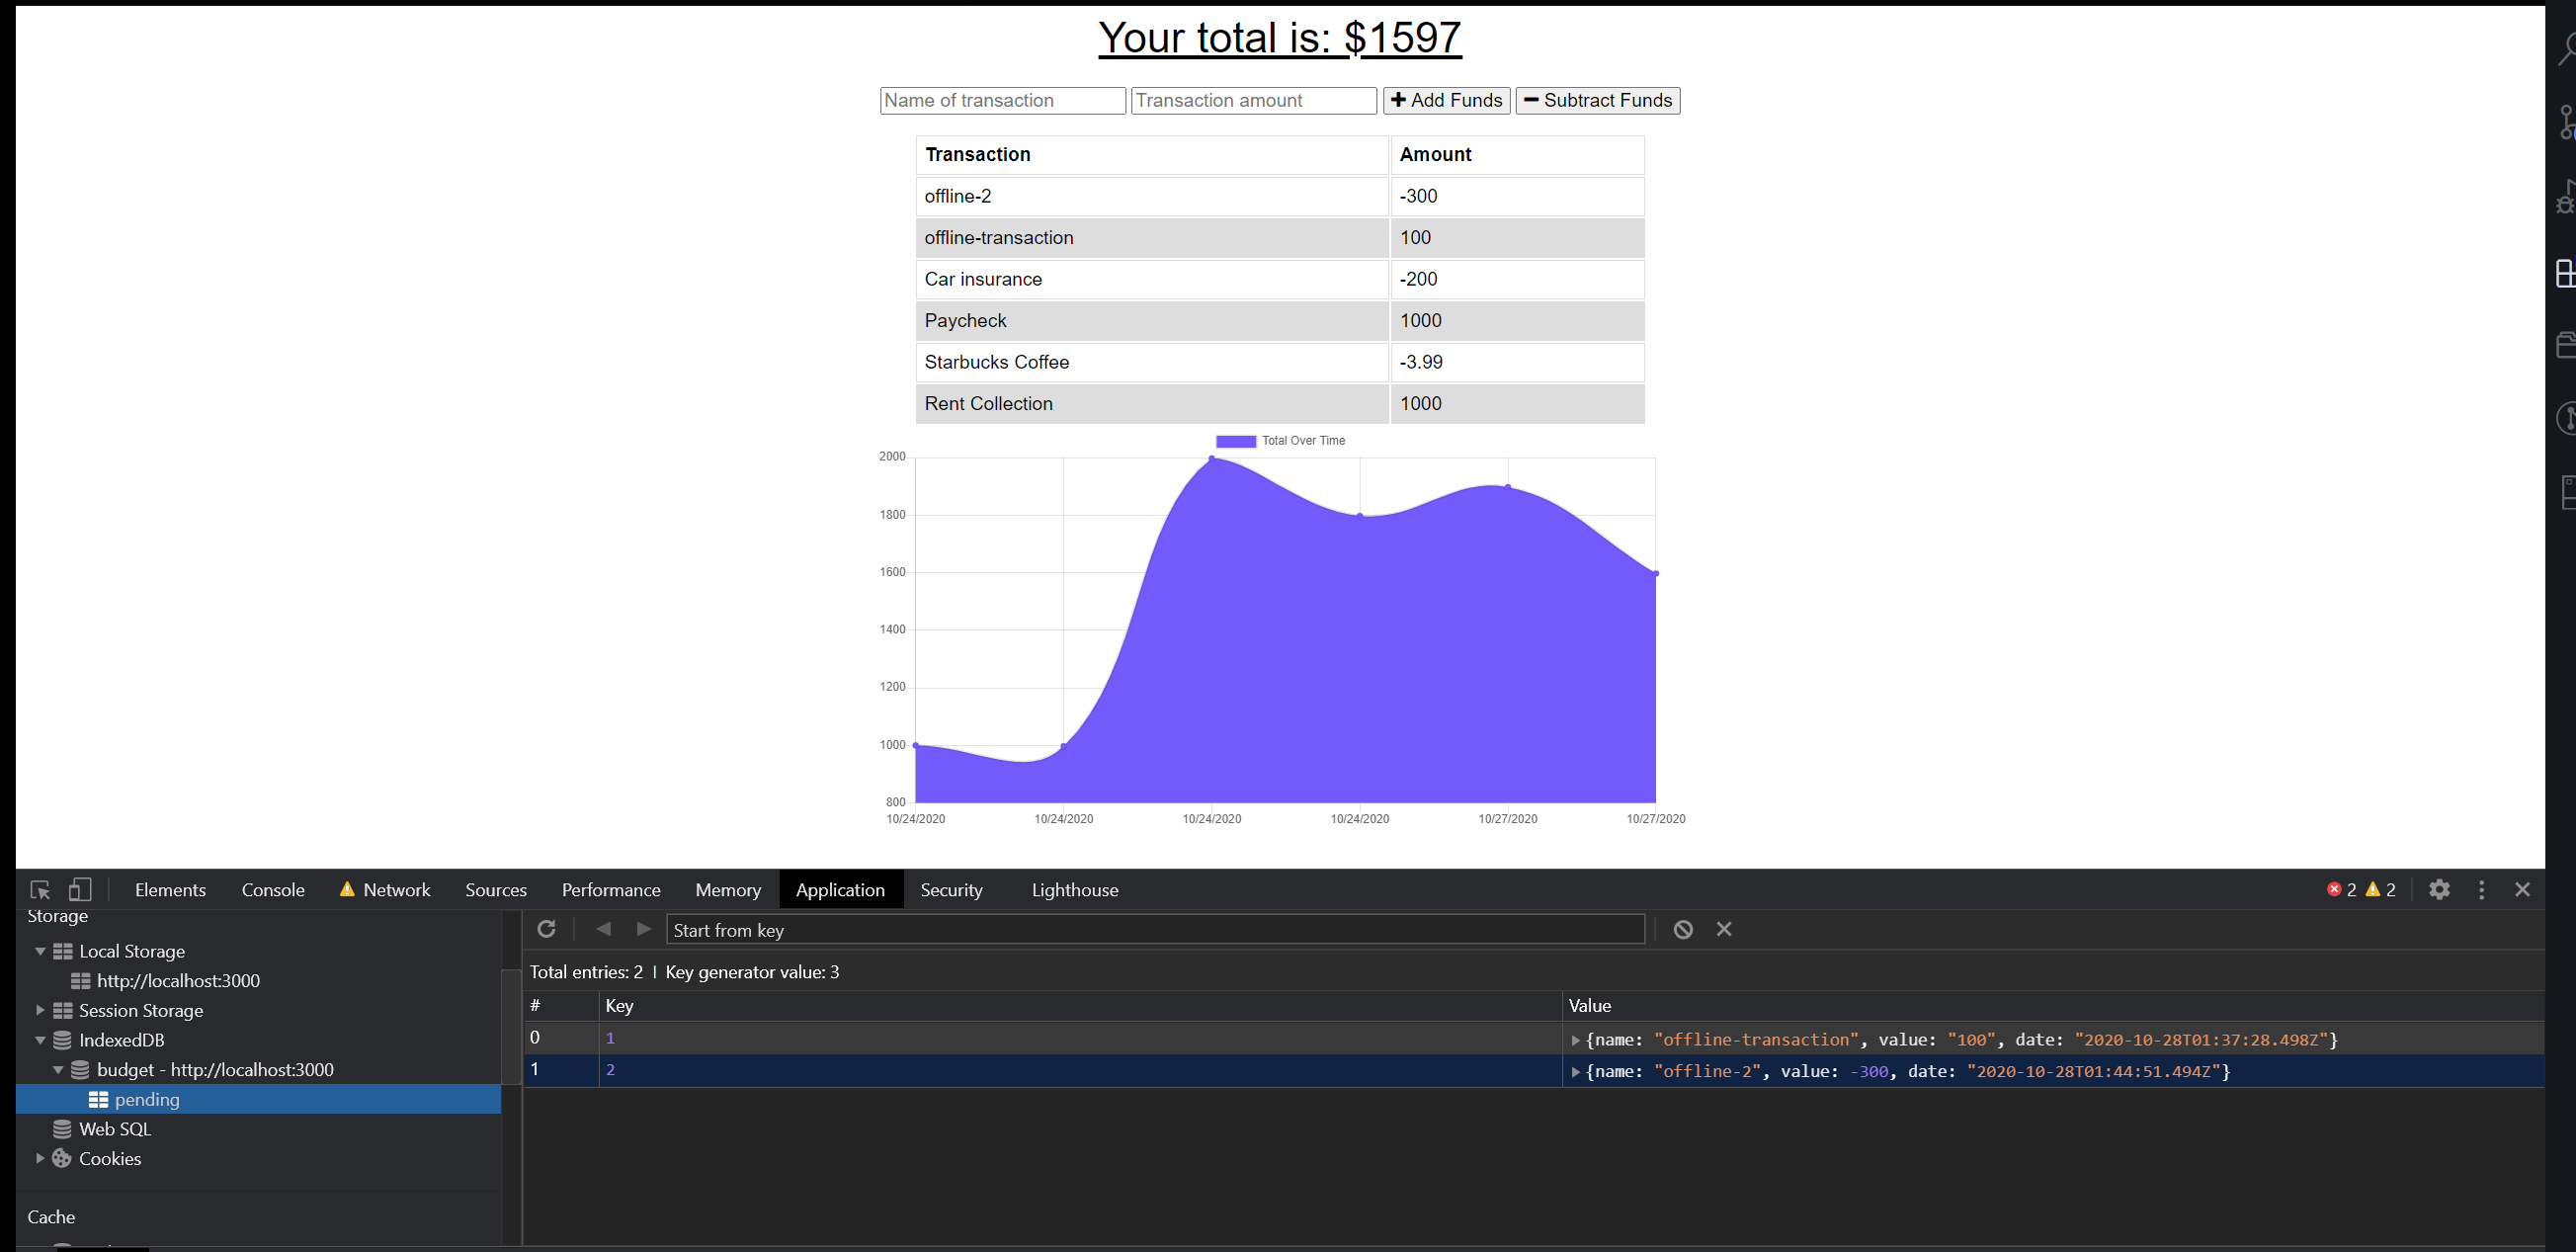 Your total is: $1597
Name of transaction Transaction amount Add Funds Subtract Funds
Transaction Amount
offline-2 -300
offline-transaction 100
Car insurance -200
Paycheck 1000
Starbucks Coffee -3.99
Rent Collection 1000
Total Over Time
2000
1800
1600
1400
1200
1000
800
10/24/2020 10/24/2020 10/24/2020 10/24/2020 10/27/2020 10/27/2020
Elements Console Network Sources Performance Memory Application Security Lighthouse 2 2
Storage
Local Storage
http://localhost:3000
Session Storage
IndexedDB
budget - http://localhost:3000
pending
Web SQL
Cookies
Cache
Start from key
Total entries: 2 | Key generator value: 3
# Key Value
0 1 {name: "offline-transaction", value: "100", date: "2020-10-28T01:37:28.498Z"}
1 2 {name: "offline-2", value: -300, date: "2020-10-28T01:44:51.494Z"}